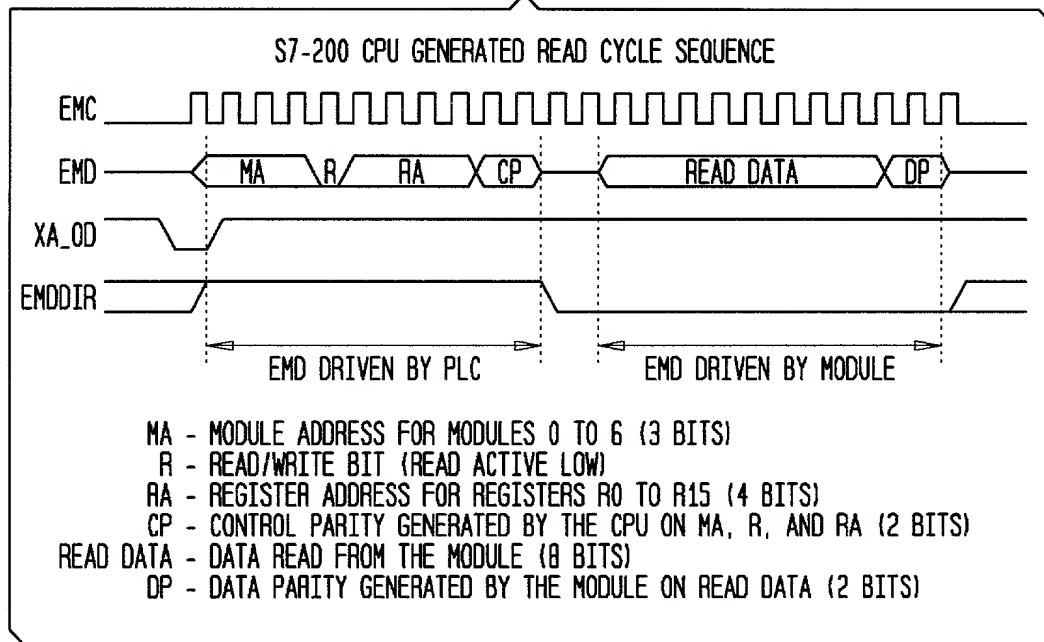 S7-200 CPU GENERATED READ CYCLE SEQUENCE
EMC
EMD MA R RA CP READ DATA DP
XA_OD
EMDDIR
EMD DRIVEN BY PLC EMD DRIVEN BY MODULE
MA - MODULE ADDRESS FOR MODULES 0 TO 6 (3 BITS)
R - READ/WRITE BIT (READ ACTIVE LOW)
RA - REGISTER ADDRESS FOR REGISTERS R0 TO R15 (4 BITS)
CP - CONTROL PARITY GENERATED BY THE CPU ON MA, R, AND RA (2 BITS)
READ DATA - DATA READ FROM THE MODULE (8 BITS)
DP - DATA PARITY GENERATED BY THE MODULE ON READ DATA (2 BITS)